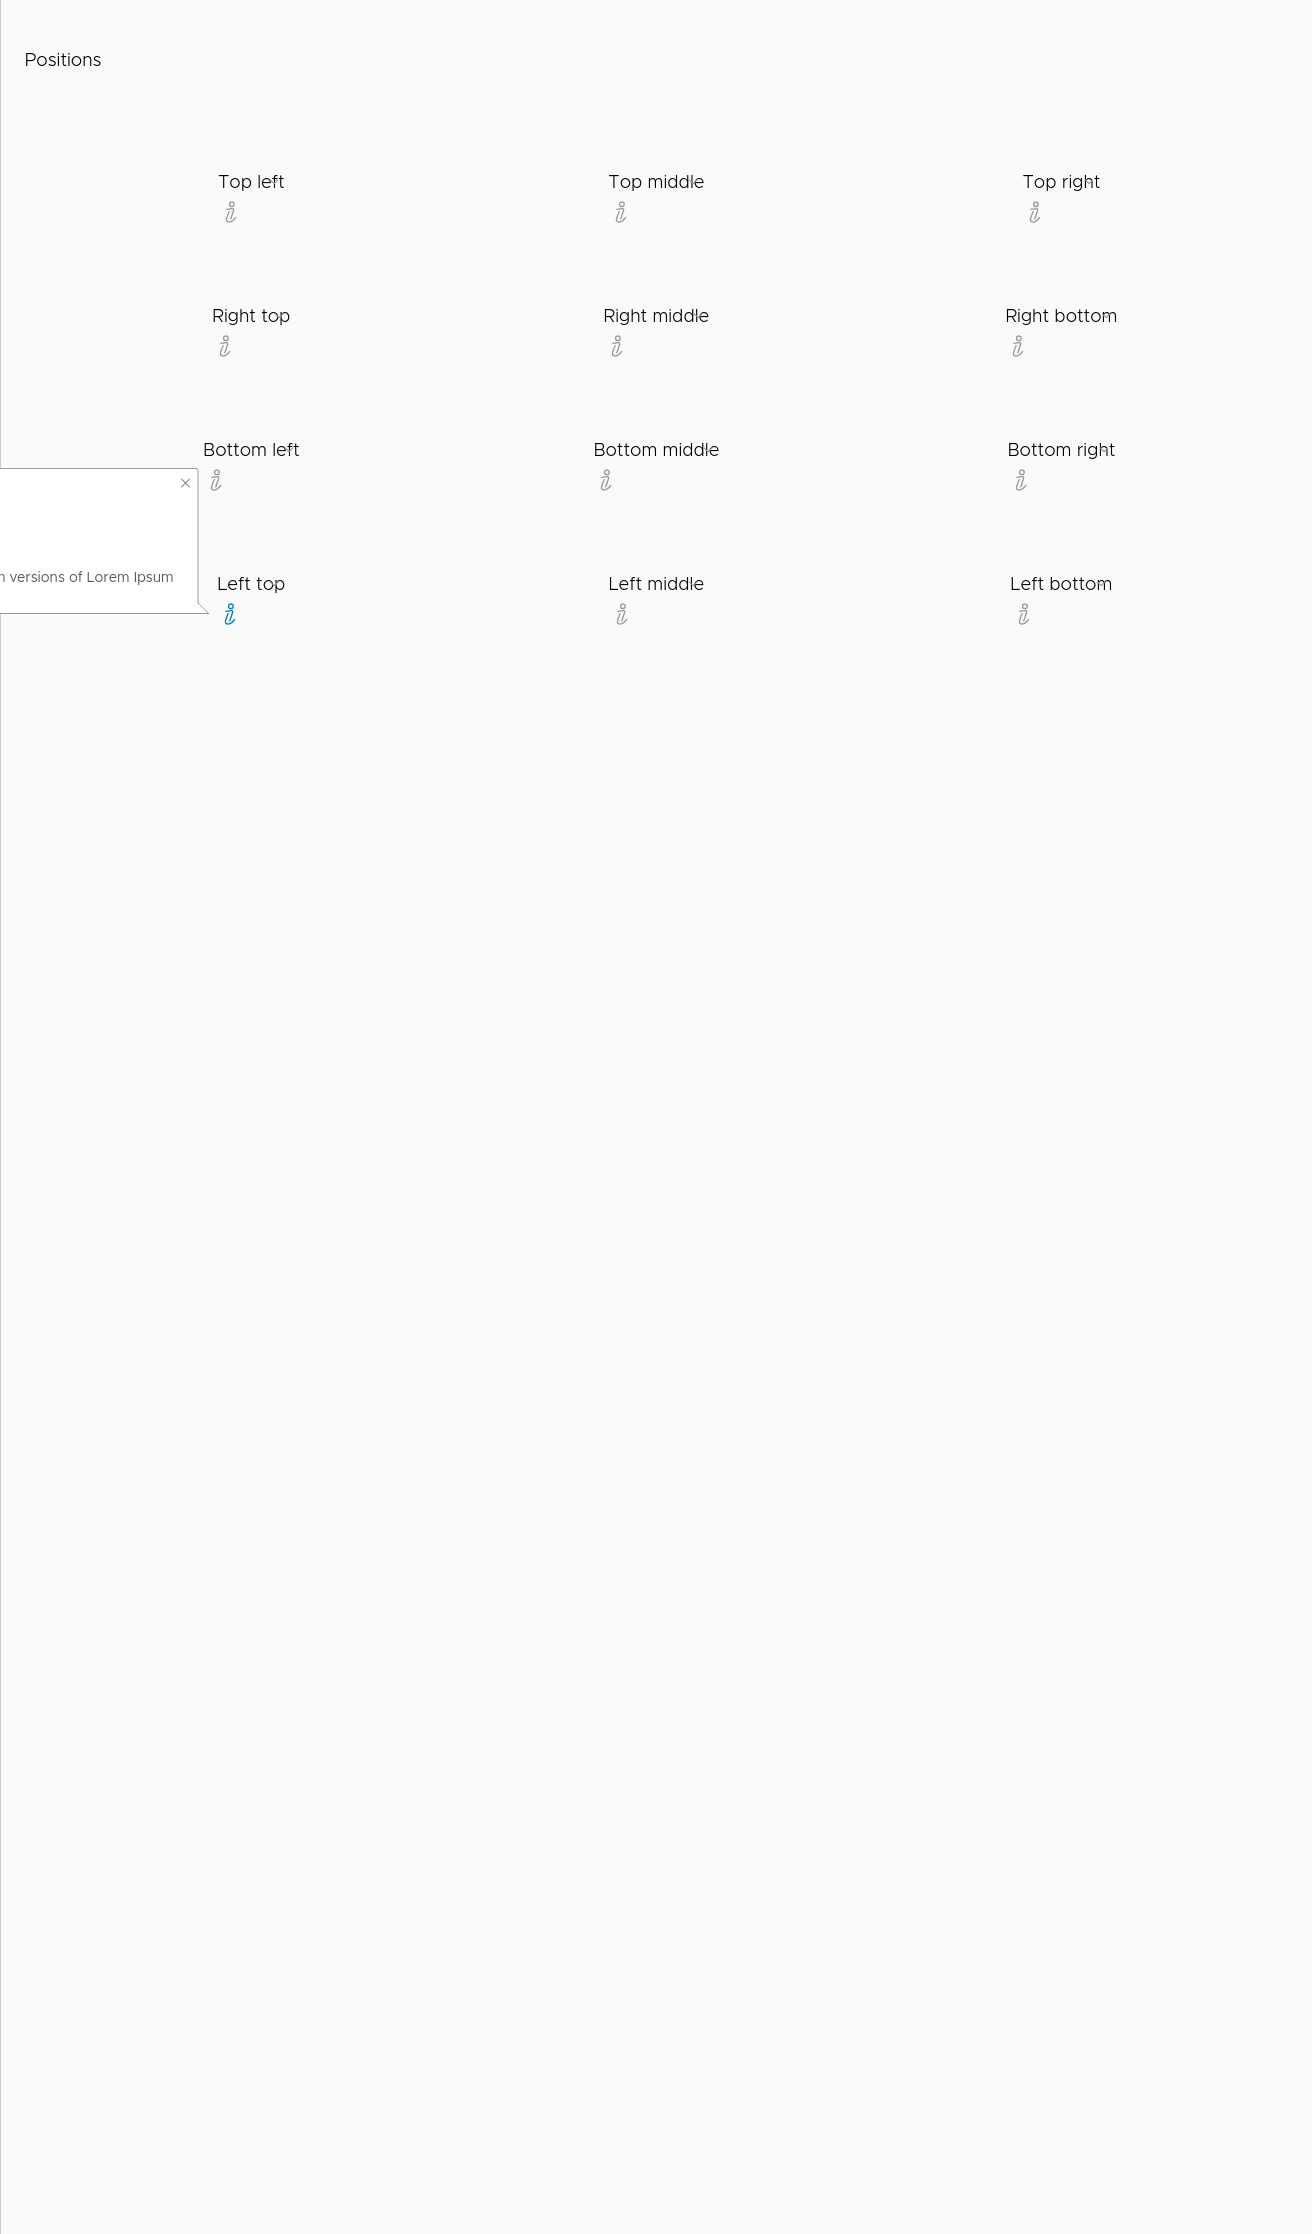 Positions
Top left
Top middle
Top right
Right top
Right middle
Right bottom
Bottom left
Bottom middle
Bottom right
versions of Lorem Ipsum
Left top
Left middle
Left bottom